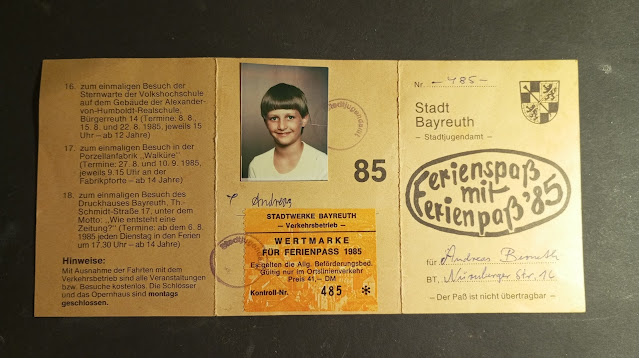 16. zum einmaligen Besuch der
Sternwarte der Volkshochschule
auf dem Gebäude der Alexander-
von-Humboldt-Realschule,
Bürgerreuth 14 (Termine: 8. 8.,
15. 8. und 22. 8. 1985, jeweils 15
Uhr – ab 12 Jahre)
17. zum einmaligen Besuch in der
Porzellanfabrik „Walküre"
(Termine: 27. 8. und 10. 9. 1985,
jeweils 9.15 Uhr an der
Fabrikpforte – ab 14 Jahre)
18. zum einmaligen Besuch des
Druckhauses Bayreuth, Th.-
Schmidt-Straße 17, unter dem
Motto: „Wie entsteht eine
Zeitung?" (Termin: ab dem 6. 8.
1985 jeden Dienstag in den Ferien
um 17.30 Uhr – ab 14 Jahre)
Hinweise:
Mit Ausnahme der Fahrten mit dem
Verkehrsbetrieb sind alle Veranstaltungen
bzw. Besuche kostenlos. Die Schlösser
und das Opernhaus sind montags
geschlossen.
Stadtjugendamt
85
Andreas
STADTWERKE BAYREUTH
– Verkehrsbetrieb –
WERTMARKE
FÜR FERIENPASS 1985
Es gelten die Allg. Beförderungsbed.
Gültig nur im Ortslinienverkehr
Preis 41,– DM
Kontroll-Nr. 485 *
Nr. – 485 –
Stadt
Bayreuth
– Stadtjugendamt –
Ferienspaß
mit
Ferienpaß '85
für Andreas
BT, Nürnberger Str. 16
– Der Paß ist nicht übertragbar –